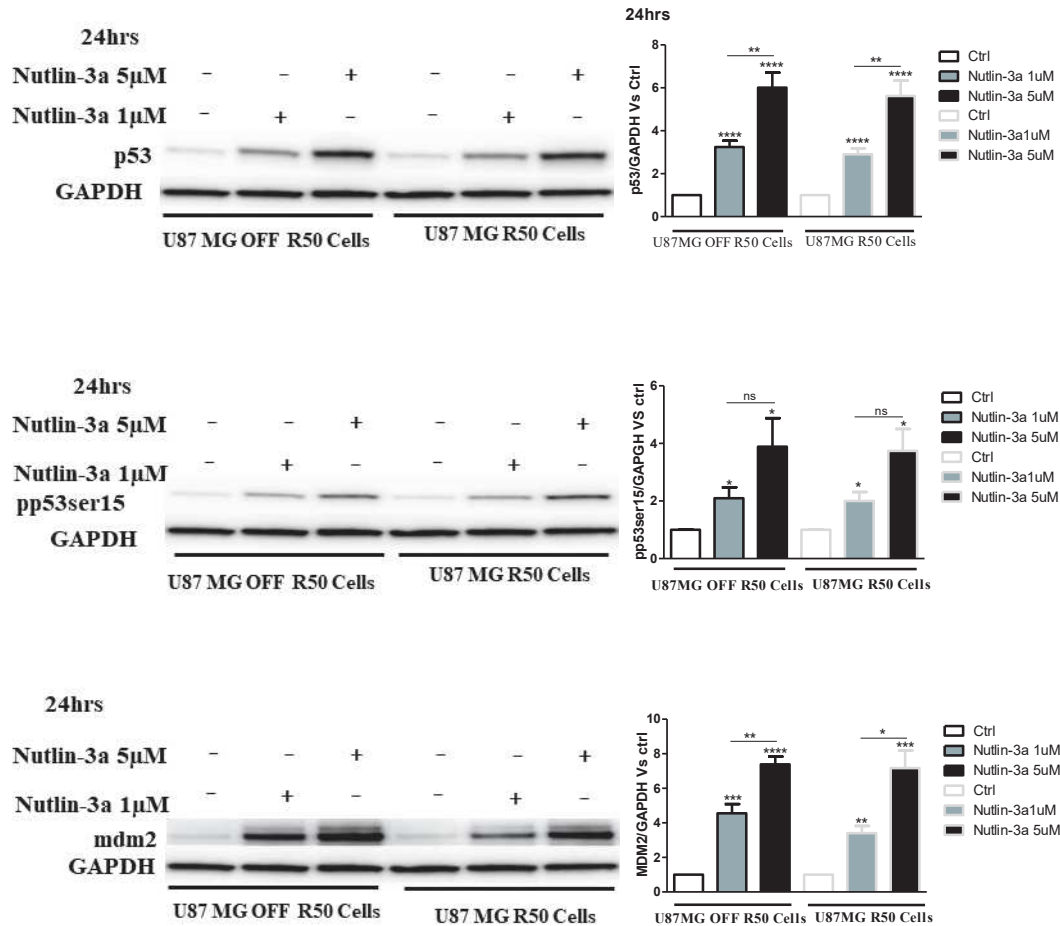 24hrs
Nutlin-3a 5µM - - + - - +
Nutlin-3a 1µM - + - - + -
p53
GAPDH
U87 MG OFF R50 Cells U87 MG R50 Cells
24hrs
p53/GAPDH Vs Ctrl
8
6
4
2
0
** **
**** **** **** ****
U87MG OFF R50 Cells U87MG R50 Cells
Ctrl
Nutlin-3a 1uM
Nutlin-3a 5uM
Ctrl
Nutlin-3a1uM
Nutlin-3a 5uM
24hrs
Nutlin-3a 5µM - - + - - +
Nutlin-3a 1µM - + - - + -
pp53ser15
GAPDH
U87 MG OFF R50 Cells U87 MG R50 Cells
pp53ser15/GAPGH VS ctrl
6
4
2
0
ns ns
* * * *
U87MG OFF R50 Cells U87MG R50 Cells
Ctrl
Nutlin-3a 1uM
Nutlin-3a 5uM
Ctrl
Nutlin-3a1uM
Nutlin-3a 5uM
24hrs
Nutlin-3a 5µM - - + - - +
Nutlin-3a 1µM - + - - + -
mdm2
GAPDH
U87 MG OFF R50 Cells U87 MG R50 Cells
MDM2/GAPDH Vs ctrl
10
8
6
4
2
0
** *
*** **** ** ***
U87MG OFF R50 Cells U87MG R50 Cells
Ctrl
Nutlin-3a 1uM
Nutlin-3a 5uM
Ctrl
Nutlin-3a1uM
Nutlin-3a 5uM